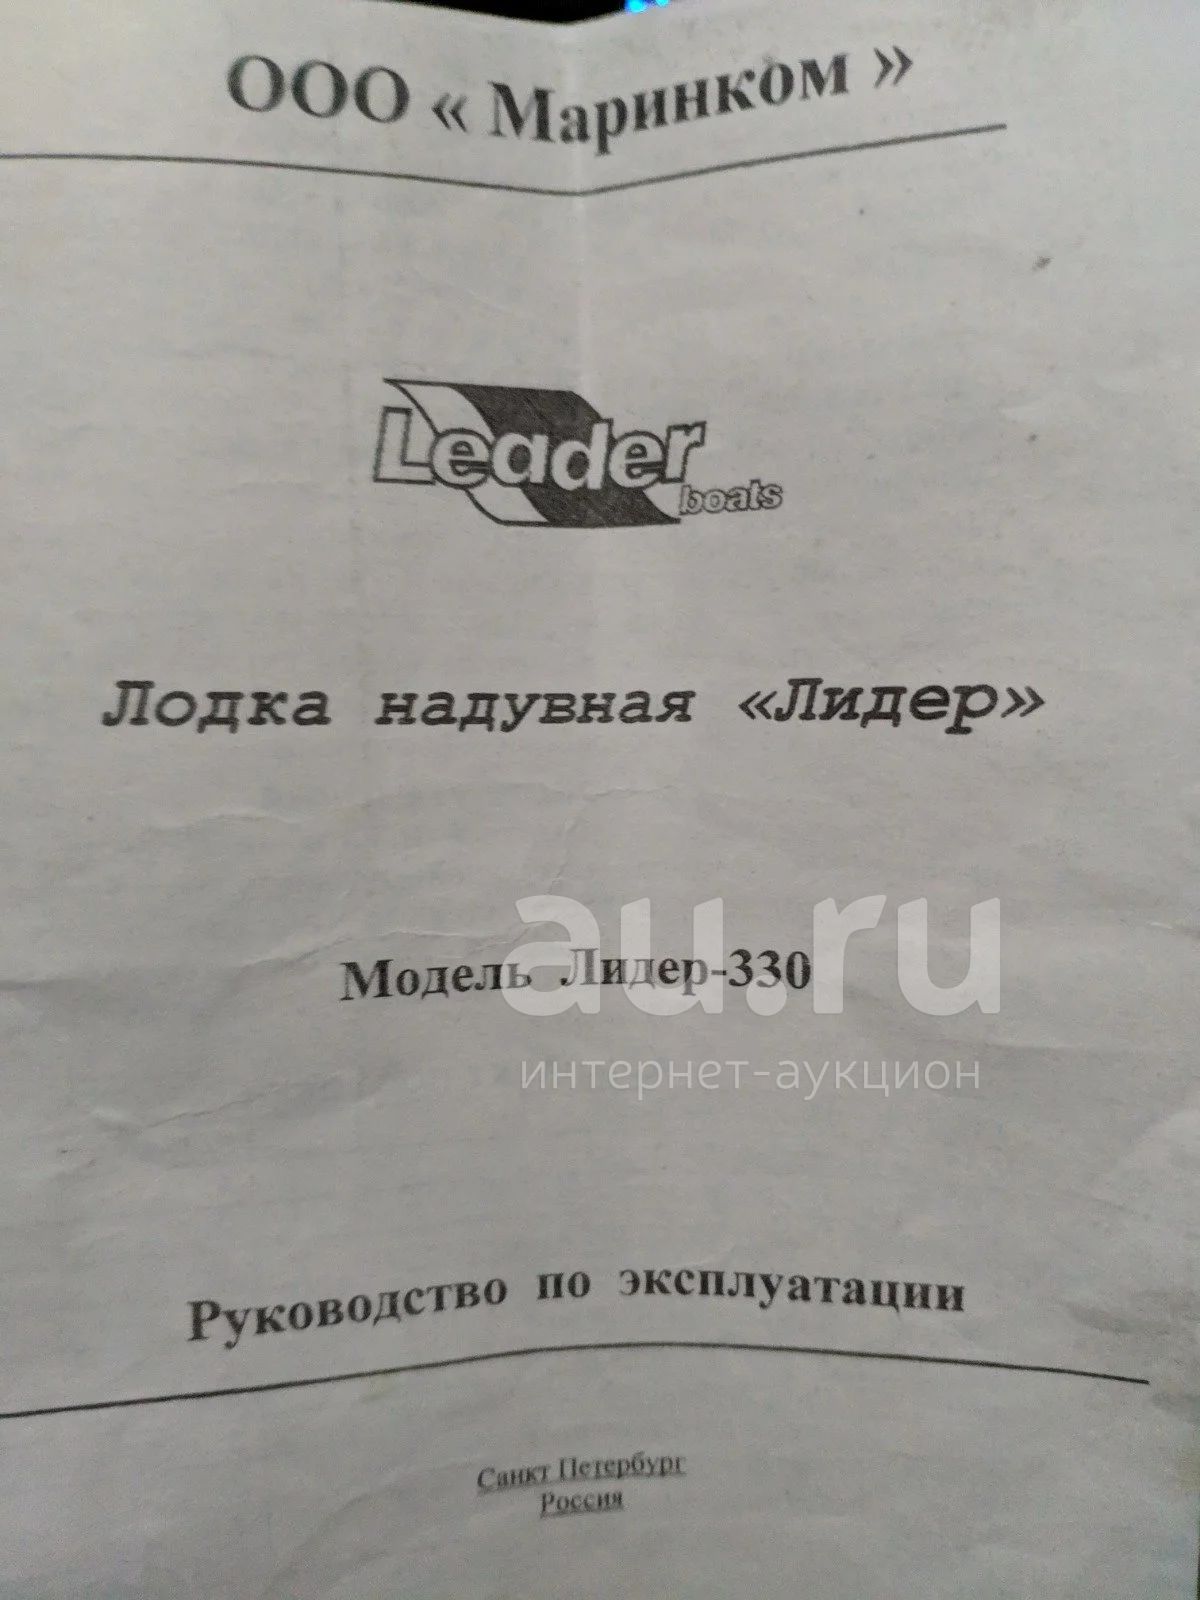 ООО « Маринком »
Leader
boats
Лодка надувная «Лидер»
Модель Лидер-330
au.ru
интернет-аукцион
Руководство по эксплуатации
Санкт Петербург
Россия